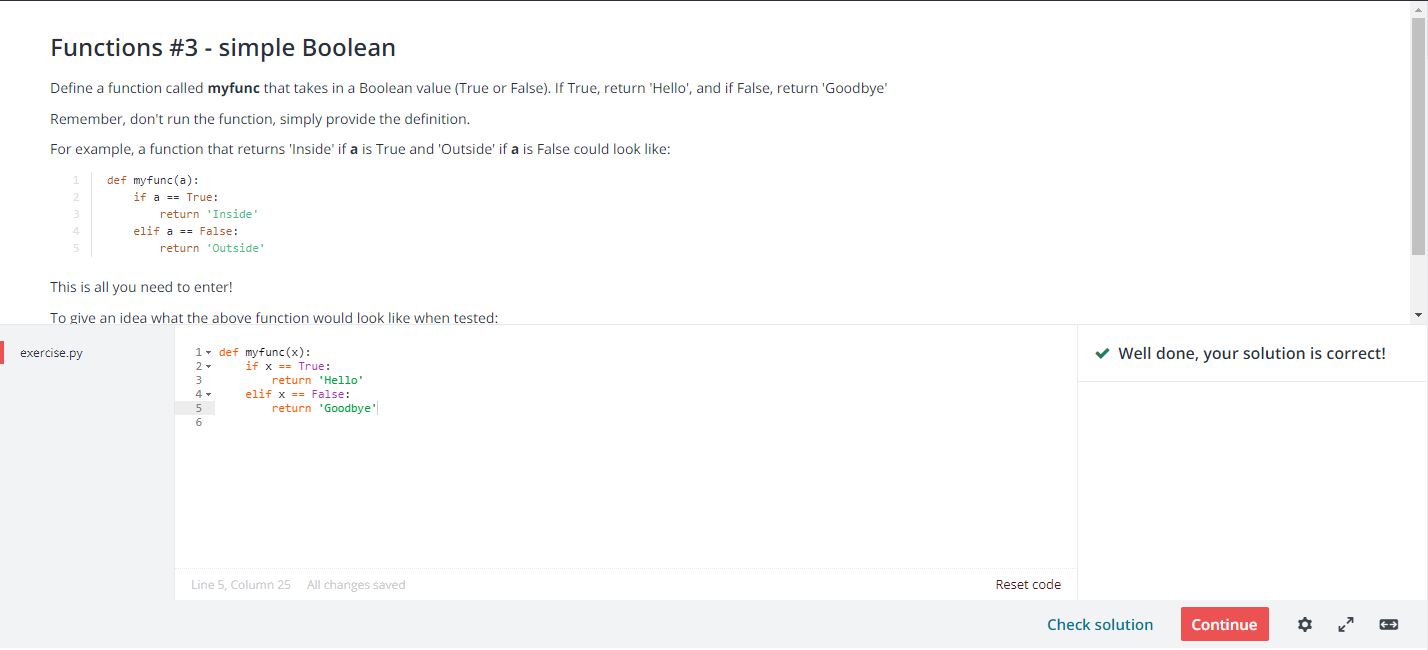 Functions #3 - simple Boolean
Define a function called myfunc that takes in a Boolean value (True or False). If True, return 'Hello', and if False, return 'Goodbye'
Remember, don't run the function, simply provide the definition.
For example, a function that returns 'Inside' if a is True and 'Outside' if a is False could look like:
1 def myfunc(a):
2     if a == True:
3         return 'Inside'
4     elif a == False:
5         return 'Outside'
This is all you need to enter!
To give an idea what the above function would look like when tested:
exercise.py
1 def myfunc(x):
2     if x == True:
3         return 'Hello'
4     elif x == False:
5         return 'Goodbye'
6
Well done, your solution is correct!
Line 5, Column 25 All changes saved
Reset code
Check solution
Continue